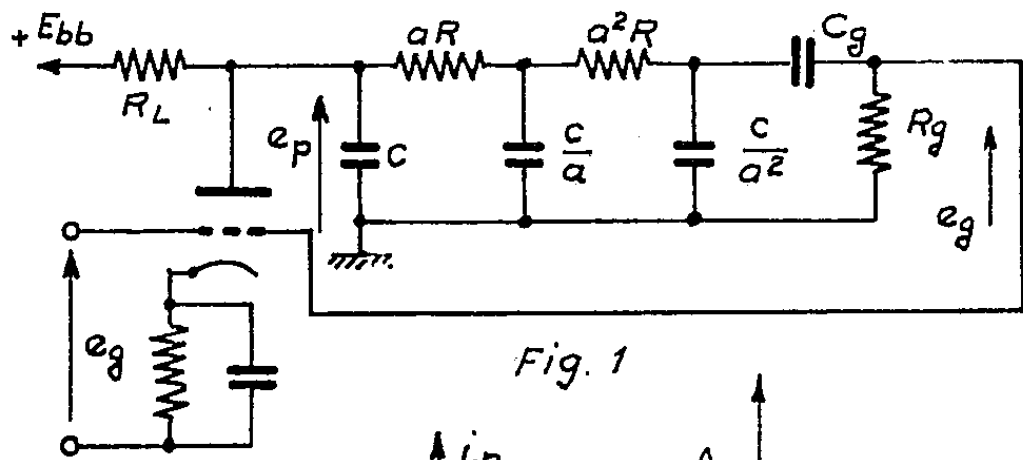 + Ebb
RL
aR
a²R
Cg
ep
C
c/a
c/a²
Rg
eg
eg
Fig. 1
ip